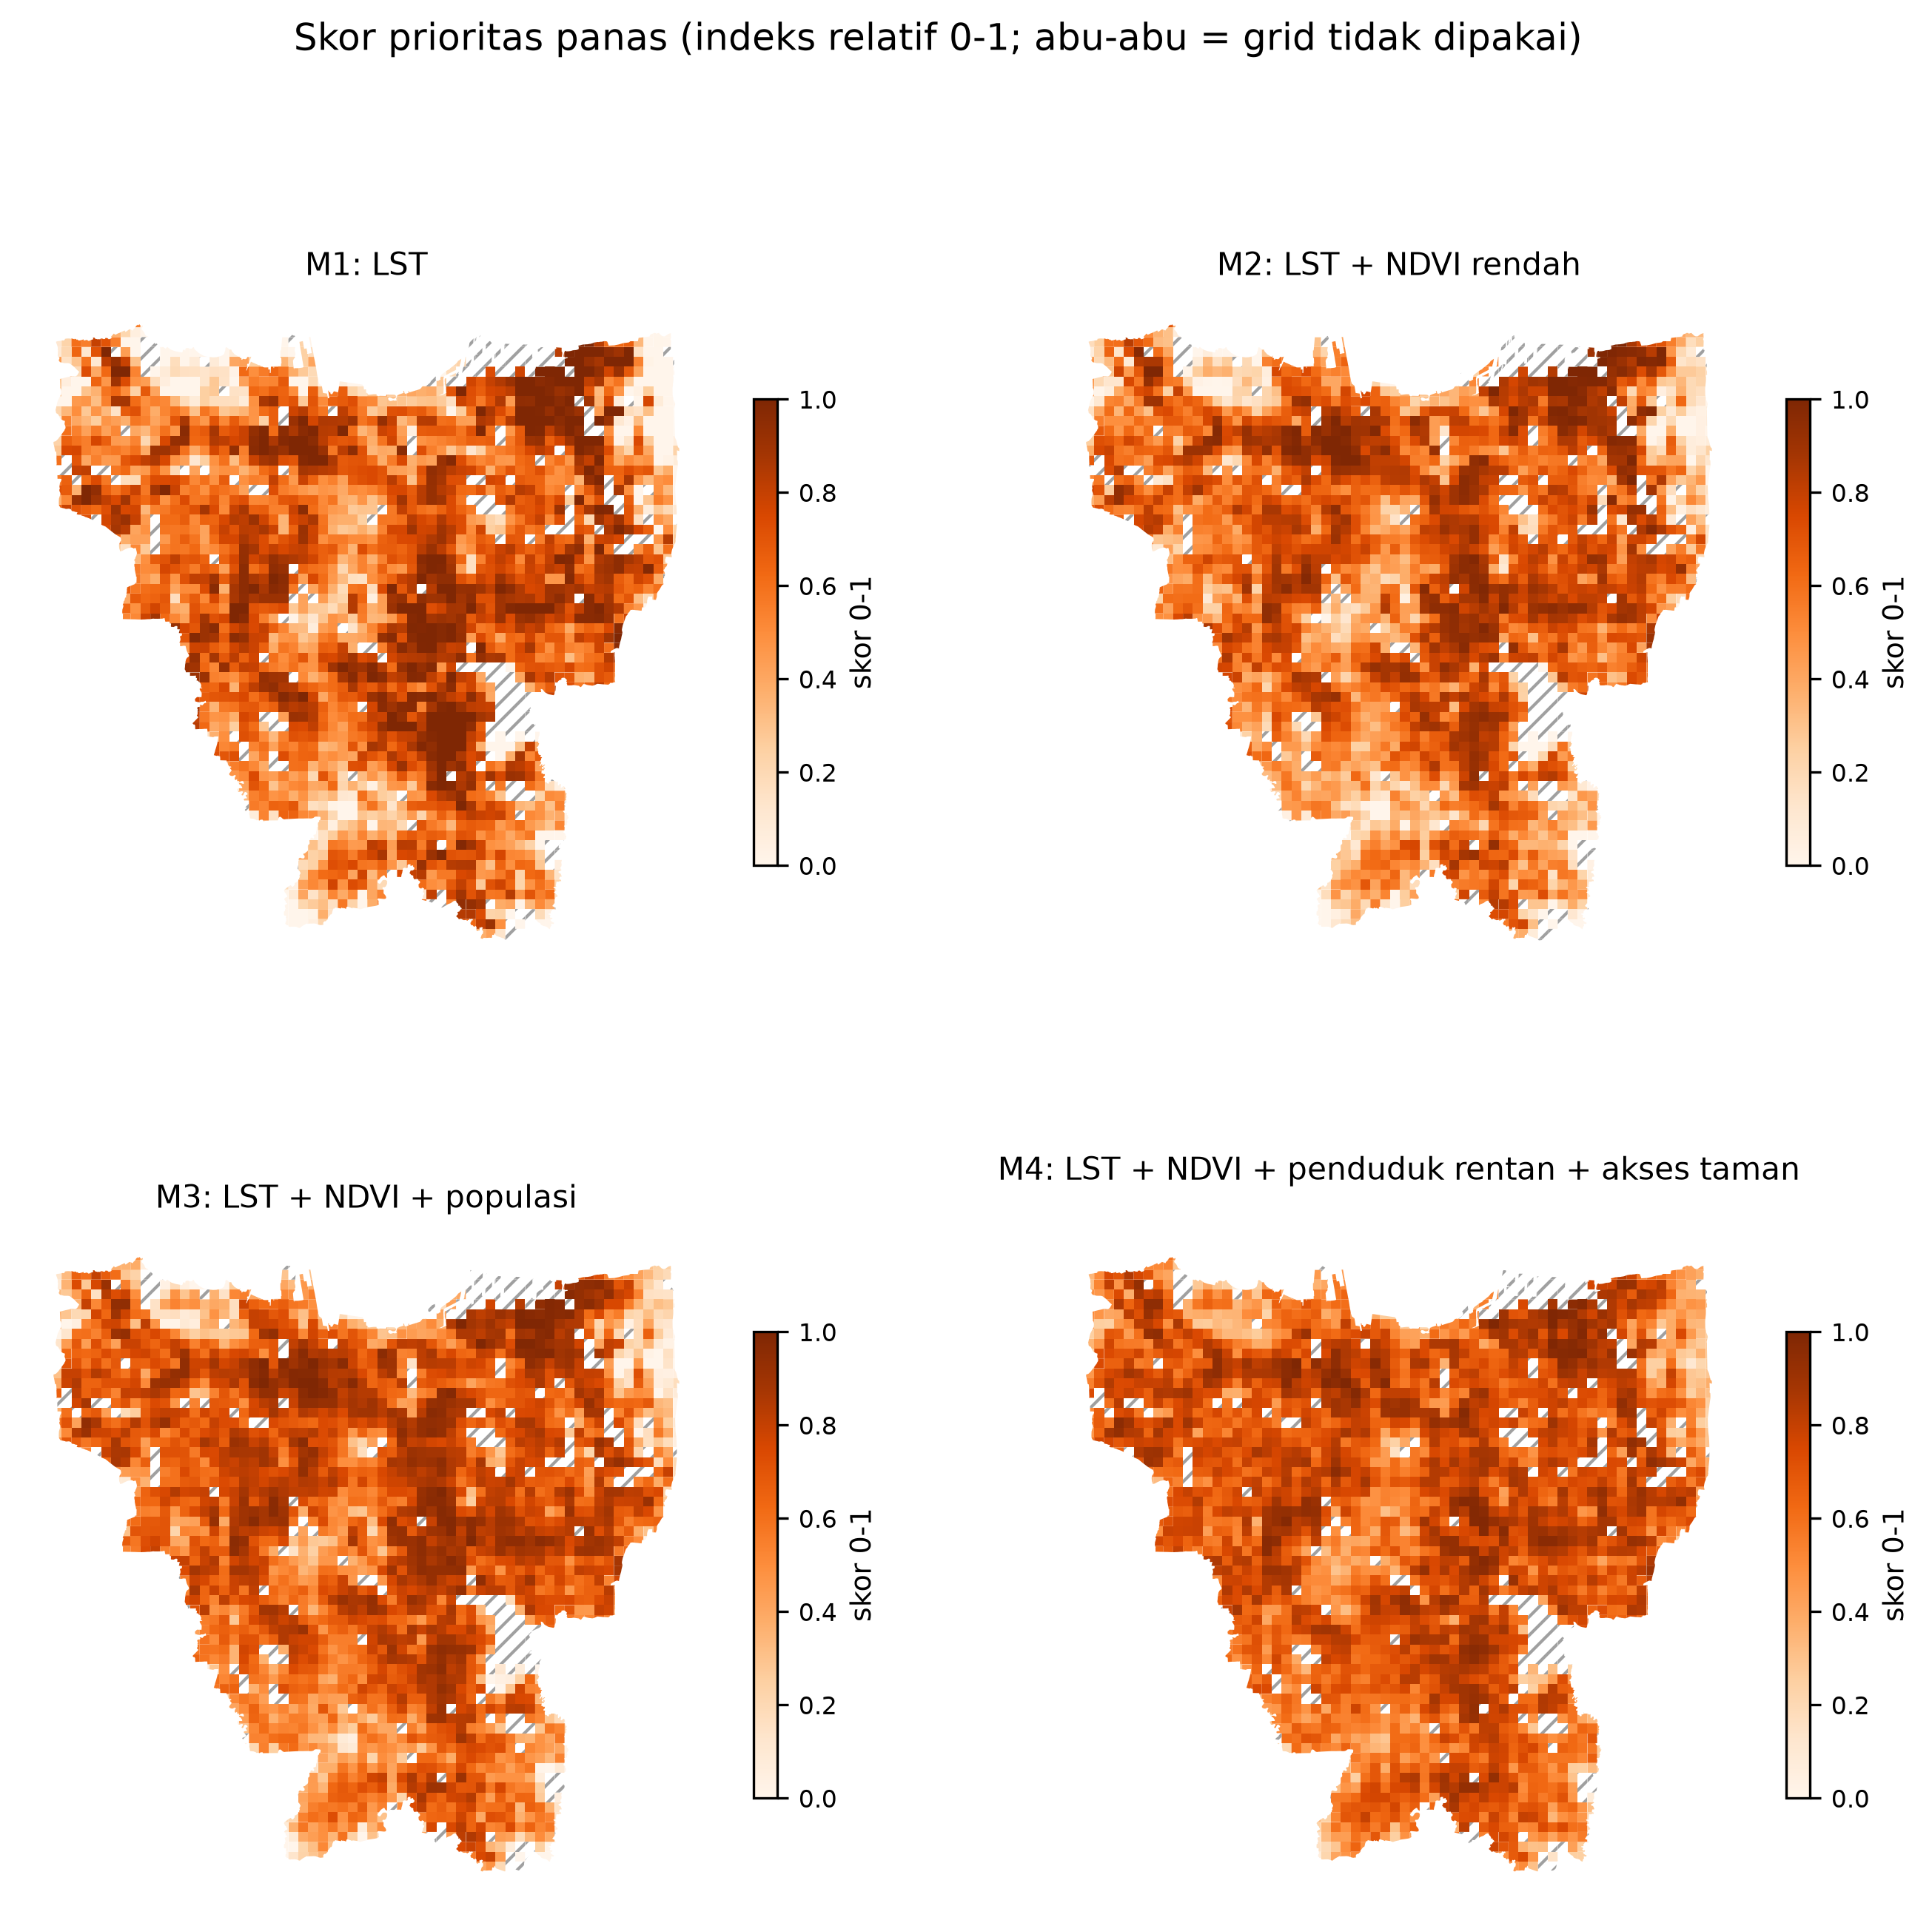 Skor prioritas panas (indeks relatif 0-1; abu-abu = grid tidak dipakai)
M1: LST
1.0
0.8
0.6
0.4
0.2
0.0
skor 0-1
M2: LST + NDVI rendah
1.0
0.8
0.6
0.4
0.2
0.0
skor 0-1
M3: LST + NDVI + populasi
1.0
0.8
0.6
0.4
0.2
0.0
skor 0-1
M4: LST + NDVI + penduduk rentan + akses taman
1.0
0.8
0.6
0.4
0.2
0.0
skor 0-1